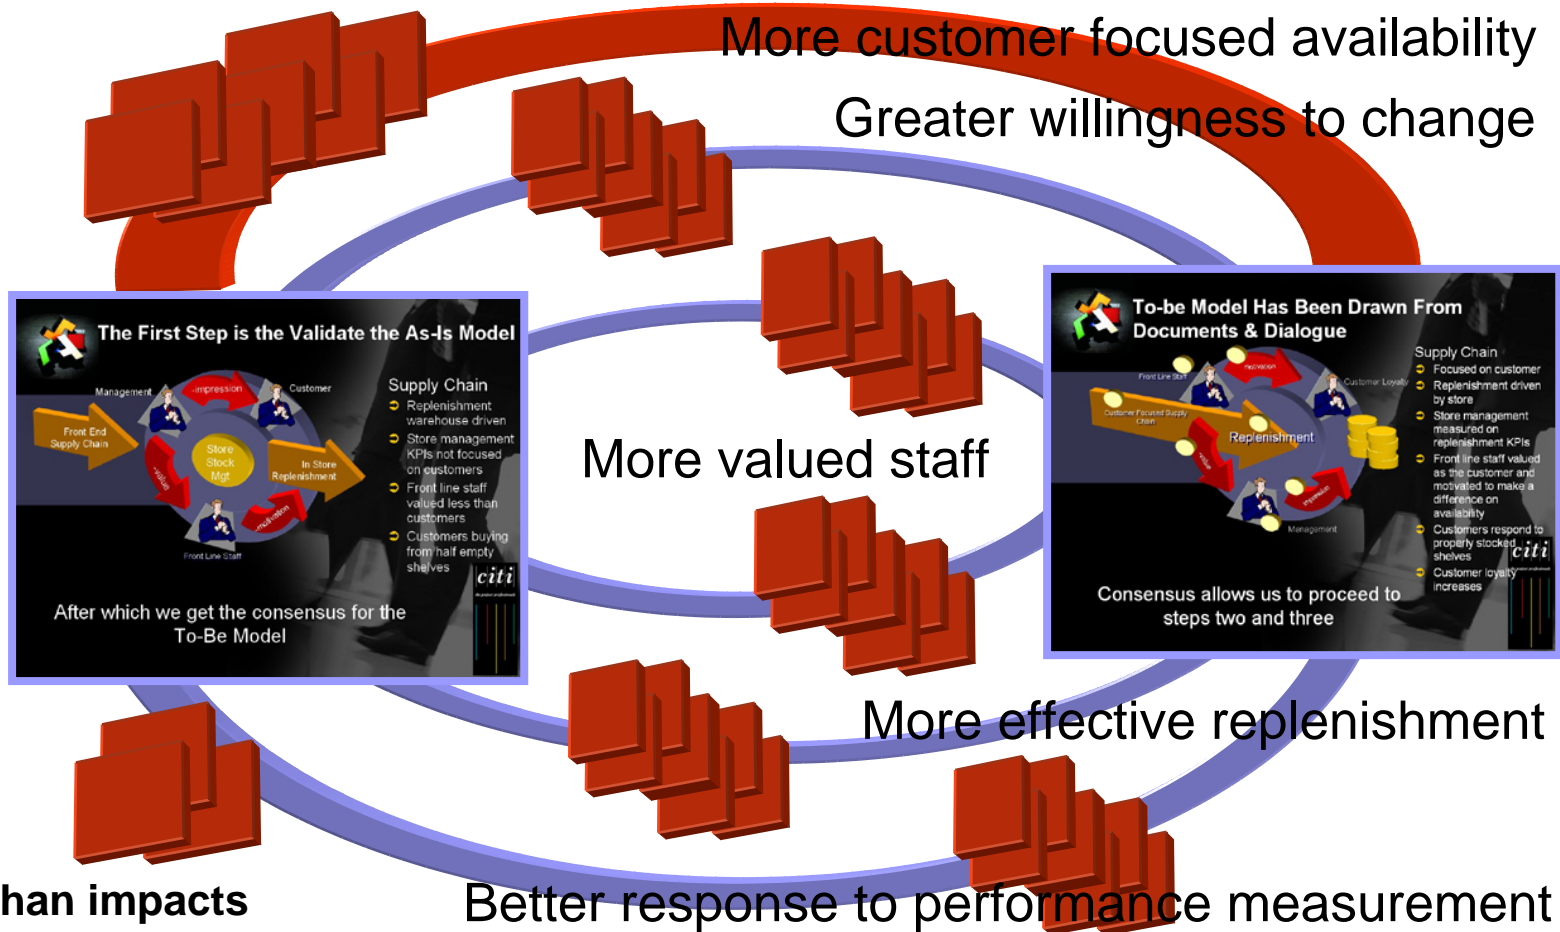 More customer focused availability
Greater willingness to change
The First Step is the Validate the As-Is Model
Management
-impression
Customer
Front End
Supply Chain
Store
Stock
Mgt
In Store
Replenishment
-value
-motivation
Front Line Staff
Supply Chain
Replenishment
warehouse driven
Store management
KPIs not focused
on customers
Front line staff
valued less than
customers
Customers buying
from half empty
shelves
citi
After which we get the consensus for the
To-Be Model
More valued staff
To-be Model Has Been Drawn From
Documents & Dialogue
Front Line Staff
motivation
Customer Loyalty
Customer Focused Supply
Chain
Replenishment
value
impression
Management
Supply Chain
Focused on customer
Replenishment driven
by store
Store management
measured on
replenishment KPIs
Front line staff valued
as the customer and
motivated to make a
difference on
availability
Customers respond to
properly stocked
shelves
Customer loyalty
increases
citi
Consensus allows us to proceed to
steps two and three
More effective replenishment
han impacts
Better response to performance measurement